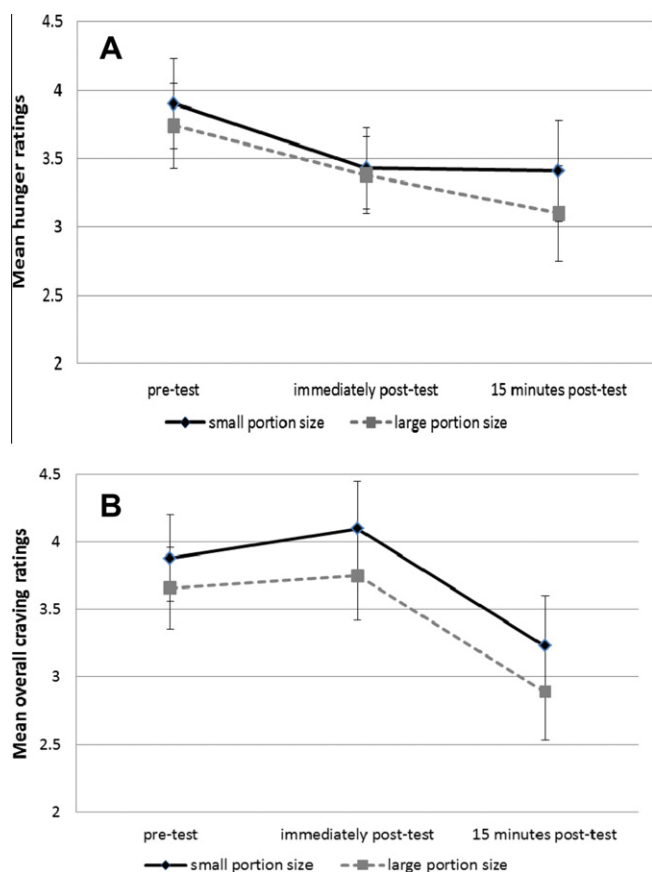 A
Mean hunger ratings
4.5
4
3.5
3
2.5
2
pre-test immediately post-test 15 minutes post-test
small portion size large portion size
B
Mean overall craving ratings
4.5
4
3.5
3
2.5
2
pre-test immediately post-test 15 minutes post-test
small portion size large portion size